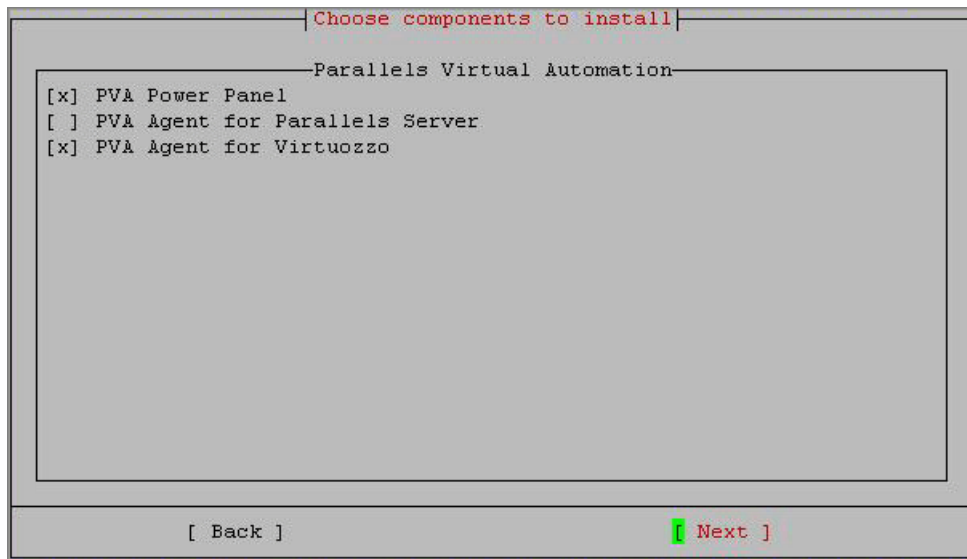 Choose components to install
Parallels Virtual Automation
[x] PVA Power Panel
[ ] PVA Agent for Parallels Server
[x] PVA Agent for Virtuozzo
[ Back ] [ Next ]